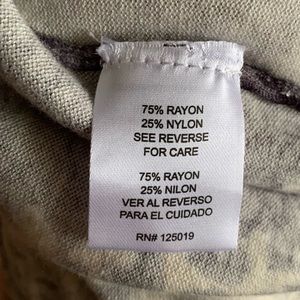 75% RAYON
25% NYLON
SEE REVERSE
FOR CARE
75% RAYON
25% NILON
VER AL REVERSO
PARA EL CUIDADO
RN# 125019